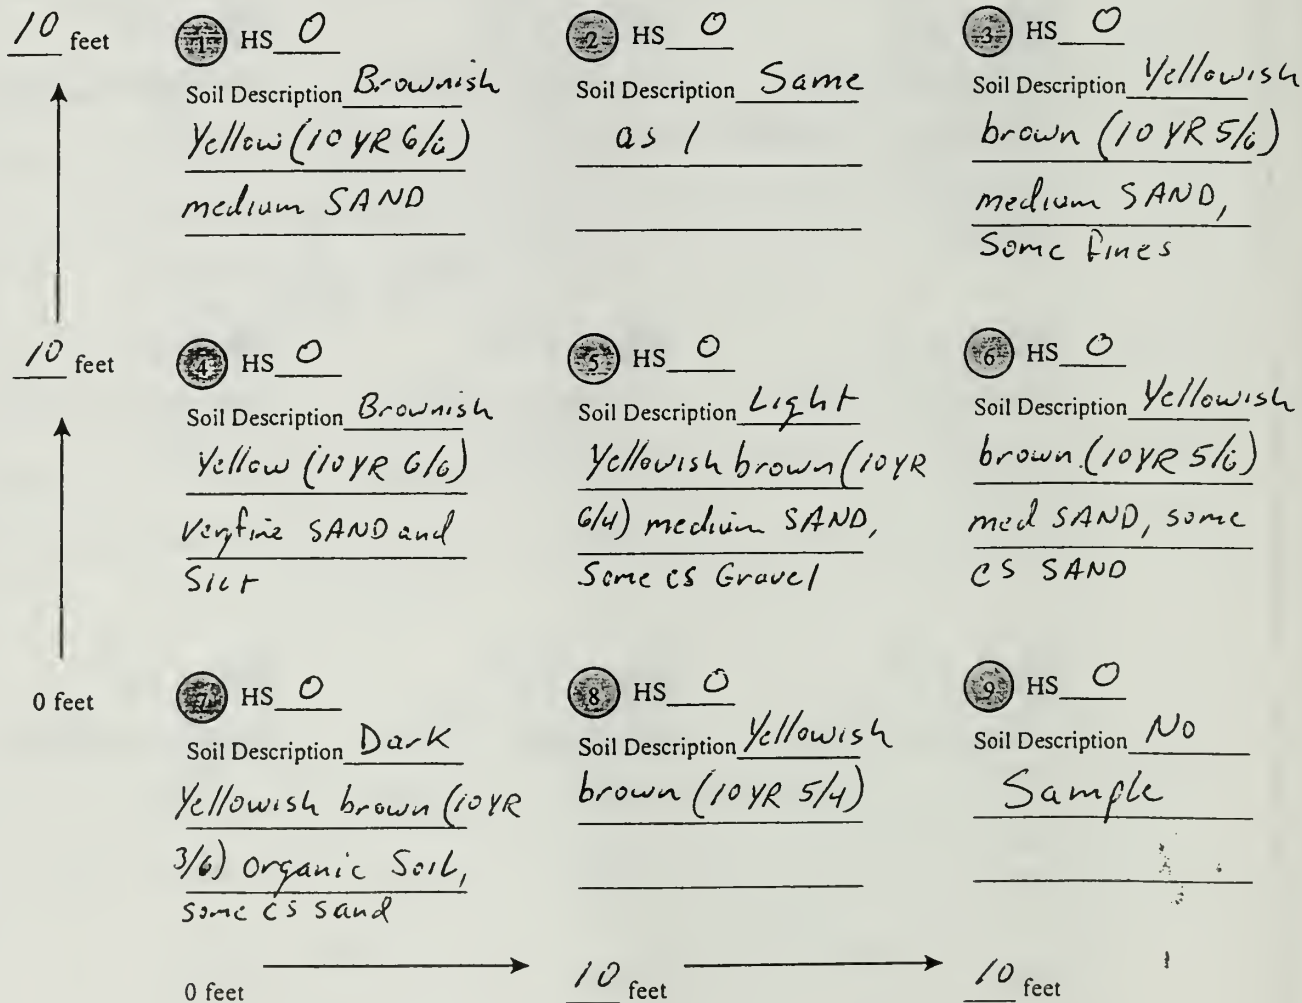 10 feet
1 HS 0
Soil Description Brownish
Yellow (10 YR 6/6)
medium SAND
2 HS 0
Soil Description Same
as 1
3 HS 0
Soil Description Yellowish
brown (10 YR 5/6)
medium SAND,
Some fines
10 feet
4 HS 0
Soil Description Brownish
Yellow (10 YR 6/6)
Very fine SAND and
Silt
5 HS 0
Soil Description Light
Yellowish brown (10 YR
6/4) medium SAND,
Some cs Gravel
6 HS 0
Soil Description Yellowish
brown. (10 YR 5/6)
med SAND, some
CS SAND
0 feet
7 HS 0
Soil Description Dark
Yellowish brown (10 YR
3/6) Organic Soil,
some cs sand
8 HS 0
Soil Description Yellowish
brown (10 YR 5/4)
9 HS 0
Soil Description No
Sample
0 feet
10 feet
10 feet